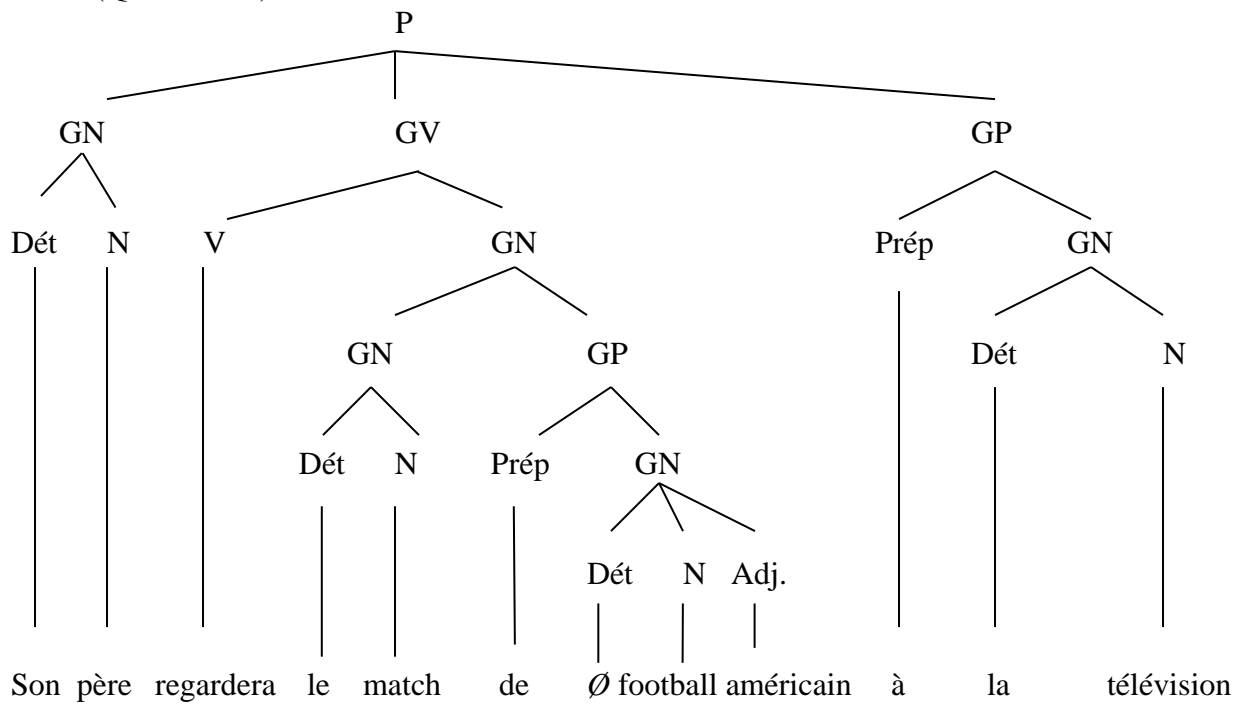 P
GN GV GP
Dét N V GN Prép GN
GN GP Dét N
Dét N Prép GN
Dét N Adj.
Son père regardera le match de Ø football américain à la télévision